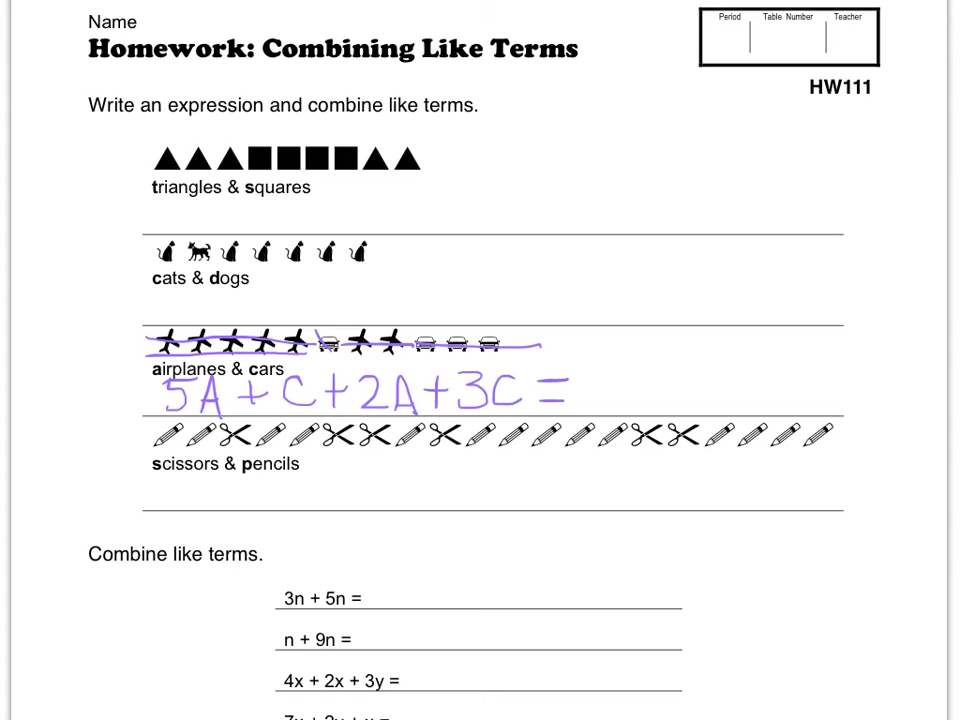 Name
Period Table Number Teacher
Homework: Combining Like Terms
HW111
Write an expression and combine like terms.
triangles & squares
cats & dogs
airplanes & cars
5A + C + 2A + 3C =
scissors & pencils
Combine like terms.
3n + 5n =
n + 9n =
4x + 2x + 3y =